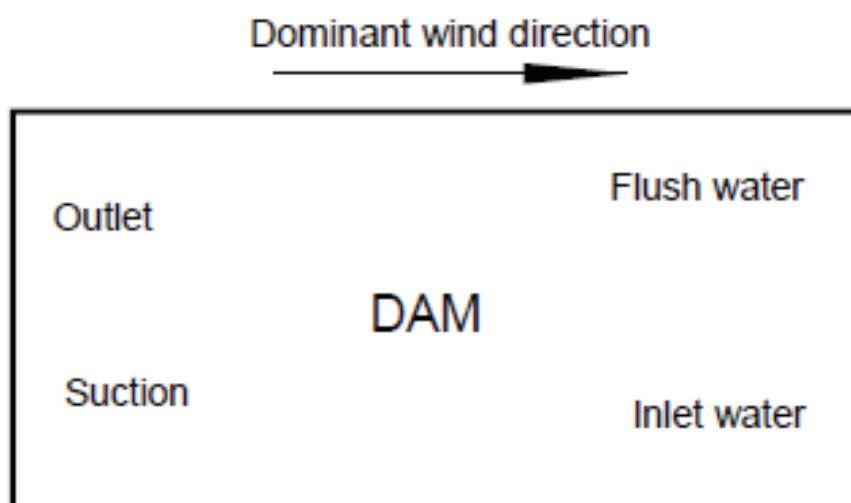 Dominant wind direction
Flush water
Outlet
DAM
Suction
Inlet water